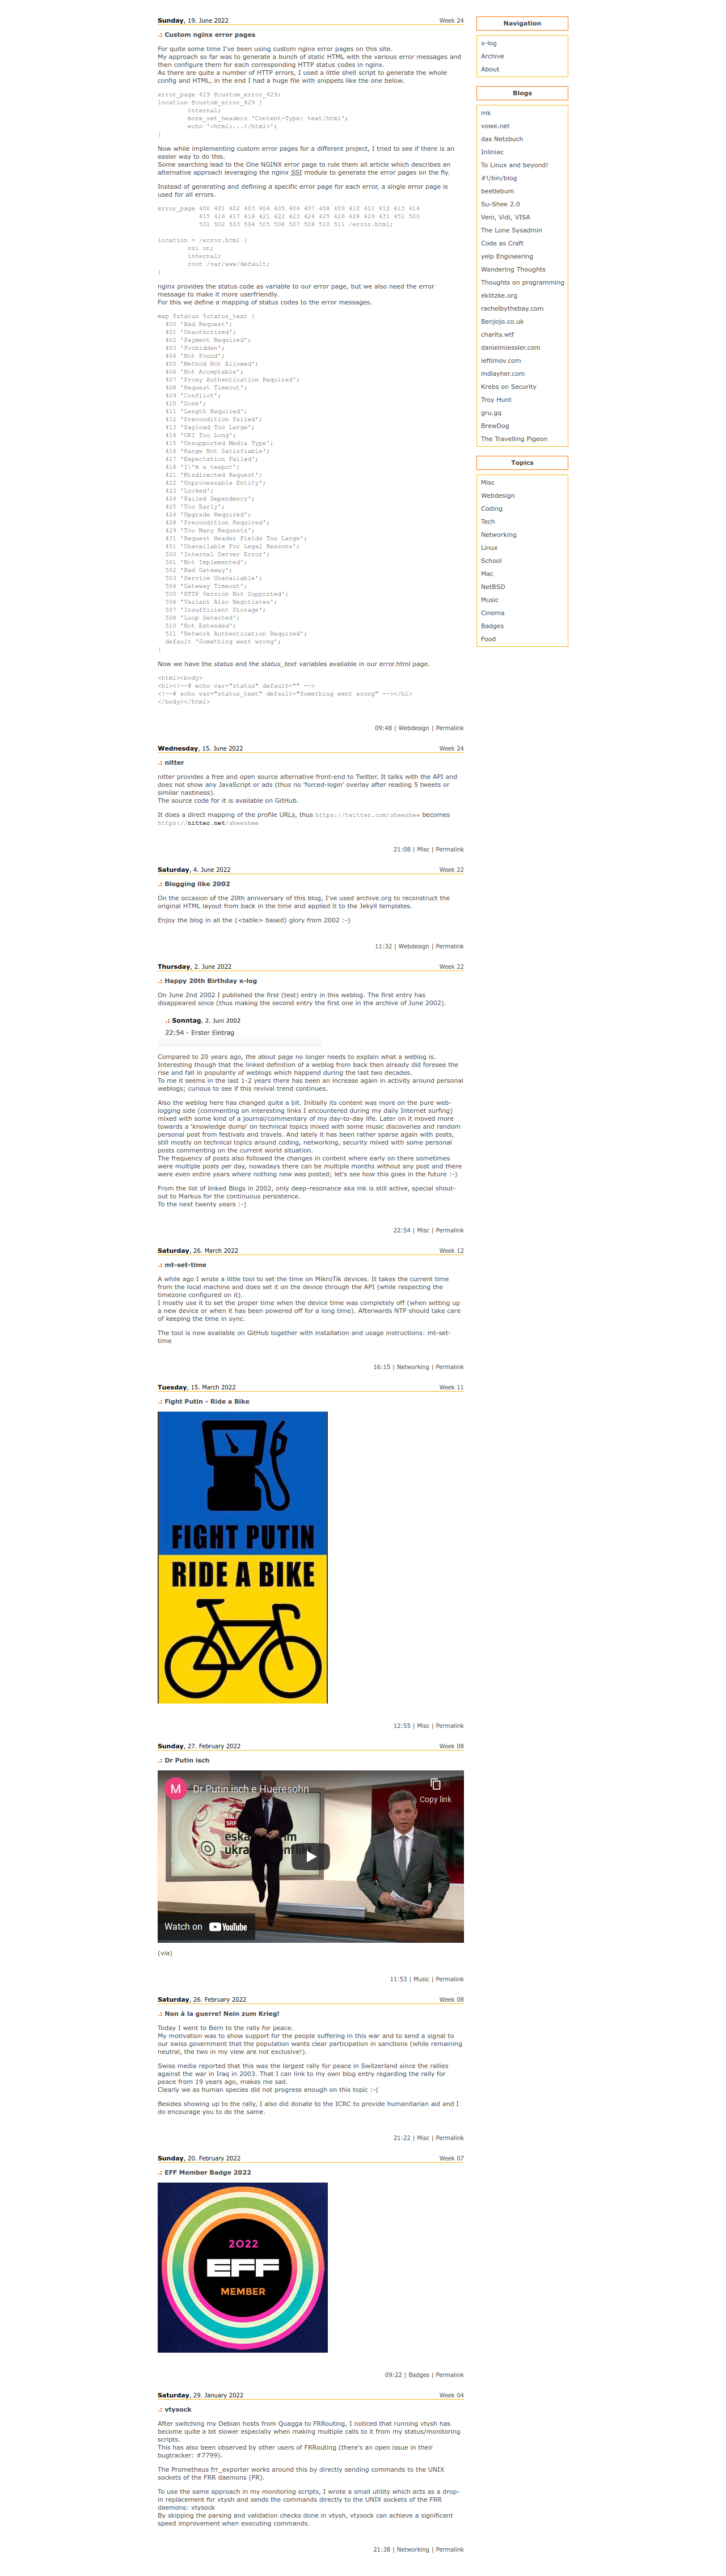 Sunday, 19. June 2022 Week 24
.: Custom nginx error pages
For quite some time I've been using custom nginx error pages on this site.
My approach so far was to generate a bunch of static HTML with the various error messages and
then configure them for each corresponding HTTP status codes in nginx.
As there are quite a number of HTTP errors, I used a little shell script to generate the whole
config and HTML, in the end I had a huge file with snippets like the one below.
error_page 429 @custom_error_429;
location @custom_error_429 {
internal;
more_set_headers 'Content-Type: text/html';
echo '<html>...</html>';
}
Now while implementing custom error pages for a different project, I tried to see if there is an
easier way to do this.
Some searching lead to the One NGINX error page to rule them all article which describes an
alternative approach leveraging the nginx SSI module to generate the error pages on the fly.
Instead of generating and defining a specific error page for each error, a single error page is
used for all errors.
error_page 400 401 402 403 404 405 406 407 408 409 410 411 412 413 414
415 416 417 418 421 422 423 424 425 426 428 429 431 451 500
501 502 503 504 505 506 507 508 510 511 /error.html;
location = /error.html {
ssi on;
internal;
root /var/www/default;
}
nginx provides the status code as variable to our error page, but we also need the error
message to make it more userfriendly.
For this we define a mapping of status codes to the error messages.
map $status $status_text {
400 'Bad Request';
401 'Unauthorized';
402 'Payment Required';
403 'Forbidden';
404 'Not Found';
405 'Method Not Allowed';
406 'Not Acceptable';
407 'Proxy Authentication Required';
408 'Request Timeout';
409 'Conflict';
410 'Gone';
411 'Length Required';
412 'Precondition Failed';
413 'Payload Too Large';
414 'URI Too Long';
415 'Unsupported Media Type';
416 'Range Not Satisfiable';
417 'Expectation Failed';
418 'I\'m a teapot';
421 'Misdirected Request';
422 'Unprocessable Entity';
423 'Locked';
424 'Failed Dependency';
425 'Too Early';
426 'Upgrade Required';
428 'Precondition Required';
429 'Too Many Requests';
431 'Request Header Fields Too Large';
451 'Unavailable For Legal Reasons';
500 'Internal Server Error';
501 'Not Implemented';
502 'Bad Gateway';
503 'Service Unavailable';
504 'Gateway Timeout';
505 'HTTP Version Not Supported';
506 'Variant Also Negotiates';
507 'Insufficient Storage';
508 'Loop Detected';
510 'Not Extended';
511 'Network Authentication Required';
default 'Something went wrong';
}
Now we have the status and the status_text variables available in our error.html page.
<html><body>
<h1><!--# echo var="status" default="" -->
<!--# echo var="status_text" default="Something went wrong" --></h1>
</body></html>
09:48 | Webdesign | Permalink
Wednesday, 15. June 2022 Week 24
.: nitter
nitter provides a free and open source alternative front-end to Twitter. It talks with the API and
does not show any JavaScript or ads (thus no 'forced-login' overlay after reading 5 tweets or
similar nastiness).
The source code for it is available on GitHub.
It does a direct mapping of the profile URLs, thus https://twitter.com/sheeshee becomes
https://nitter.net/sheeshee
21:08 | Misc | Permalink
Saturday, 4. June 2022 Week 22
.: Blogging like 2002
On the occasion of the 20th anniversary of this blog, I've used archive.org to reconstruct the
original HTML layout from back in the time and applied it to the Jekyll templates.
Enjoy the blog in all the (<table> based) glory from 2002 :-)
11:32 | Webdesign | Permalink
Thursday, 2. June 2022 Week 22
.: Happy 20th Birthday x-log
On June 2nd 2002 I published the first (test) entry in this weblog. The first entry has
disappeared since (thus making the second entry the first one in the archive of June 2002).
.: Sonntag, 2. Juni 2002
22:54 - Erster Eintrag
Compared to 20 years ago, the about page no longer needs to explain what a weblog is.
Interesting though that the linked definition of a weblog from back then already did foresee the
rise and fall in popularity of weblogs which happend during the last two decades.
To me it seems in the last 1-2 years there has been an increase again in activity around personal
weblogs; curious to see if this revival trend continues.
Also the weblog here has changed quite a bit. Initially its content was more on the pure web-
logging side (commenting on interesting links I encountered during my daily Internet surfing)
mixed with some kind of a journal/commentary of my day-to-day life. Later on it moved more
towards a 'knowledge dump' on technical topics mixed with some music discoveries and random
personal post from festivals and travels. And lately it has been rather sparse again with posts,
still mostly on technical topics around coding, networking, security mixed with some personal
posts commenting on the current world situation.
The frequency of posts also followed the changes in content where early on there sometimes
were multiple posts per day, nowadays there can be multiple months without any post and there
were even entire years where nothing new was posted; let's see how this goes in the future :-)
From the list of linked Blogs in 2002, only deep-resonance aka mk is still active, special shout-
out to Markus for the continuous persistence.
To the next twenty years :-)
22:54 | Misc | Permalink
Saturday, 26. March 2022 Week 12
.: mt-set-time
A while ago I wrote a little tool to set the time on MikroTik devices. It takes the current time
from the local machine and does set it on the device through the API (while respecting the
timezone configured on it).
I mostly use it to set the proper time when the device time was completely off (when setting up
a new device or when it has been powered off for a long time). Afterwards NTP should take care
of keeping the time in sync.
The tool is now available on GitHub together with installation and usage instructions: mt-set-
time
16:15 | Networking | Permalink
Tuesday, 15. March 2022 Week 11
.: Fight Putin - Ride a Bike
FIGHT PUTIN
RIDE A BIKE
12:55 | Misc | Permalink
Sunday, 27. February 2022 Week 08
.: Dr Putin isch
M Dr Putin isch e Hueresohn
Copy link
SRF
Watch on YouTube
(via)
11:53 | Music | Permalink
Saturday, 26. February 2022 Week 08
.: Non à la guerre! Nein zum Krieg!
Today I went to Bern to the rally for peace.
My motivation was to show support for the people suffering in this war and to send a signal to
our swiss government that the population wants clear participation in sanctions (while remaining
neutral, the two in my view are not exclusive!).
Swiss media reported that this was the largest rally for peace in Switzerland since the rallies
against the war in Iraq in 2003. That I can link to my own blog entry regarding the rally for
peace from 19 years ago, makes me sad.
Clearly we as human species did not progress enough on this topic :-(
Besides showing up to the rally, I also did donate to the ICRC to provide humanitarian aid and I
do encourage you to do the same.
21:22 | Misc | Permalink
Sunday, 20. February 2022 Week 07
.: EFF Member Badge 2022
2022
EFF
MEMBER
09:22 | Badges | Permalink
Saturday, 29. January 2022 Week 04
.: vtysock
After switching my Debian hosts from Quagga to FRRouting, I noticed that running vtysh has
become quite a bit slower especially when making multiple calls to it from my status/monitoring
scripts.
This has also been observed by other users of FRRouting (there's an open issue in their
bugtracker: #7799).
The Prometheus frr_exporter works around this by directly sending commands to the UNIX
sockets of the FRR daemons (PR).
To use the same approach in my monitoring scripts, I wrote a small utility which acts as a drop-
in replacement for vtysh and sends the commands directly to the UNIX sockets of the FRR
daemons: vtysock
By skipping the parsing and validation checks done in vtysh, vtysock can achieve a significant
speed improvement when executing commands.
21:38 | Networking | Permalink
Navigation
x-log
Archive
About
Blogs
mk
vowe.net
das Netzbuch
Inliniac
To Linux and beyond!
#!/bin/blog
beetlebum
Su-Shee 2.0
Veni, Vidi, VISA
The Lone Sysadmin
Code as Craft
yelp Engineering
Wandering Thoughts
Thoughts on programming
eklitzke.org
rachelbythebay.com
Benjojo.co.uk
charity.wtf
danielmiessler.com
ieftimov.com
mdlayher.com
Krebs on Security
Troy Hunt
gru.gq
BrewDog
The Travelling Pigeon
Topics
Misc
Webdesign
Coding
Tech
Networking
Linux
School
Mac
NetBSD
Music
Cinema
Badges
Food